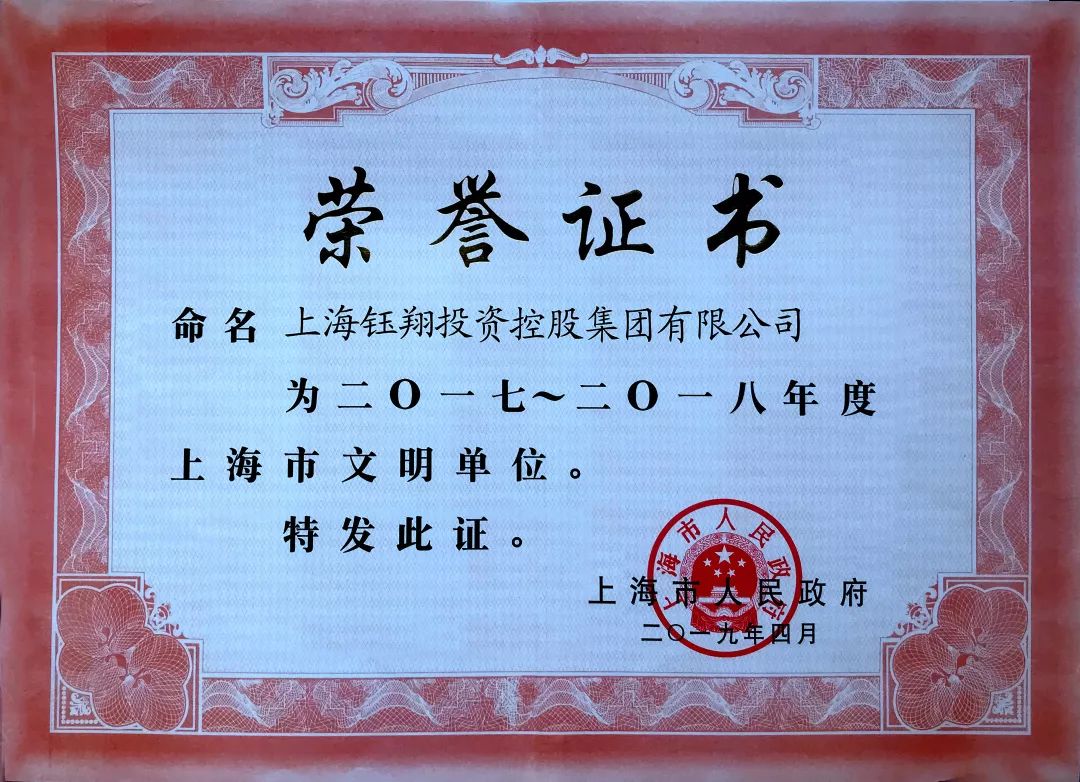 荣誉证书
命名 上海钰翔投资控股集团有限公司
为二〇一七～二〇一八年度
上海市文明单位。
特发此证。
上海市人民政府
上海市人民政府
二〇一九年四月